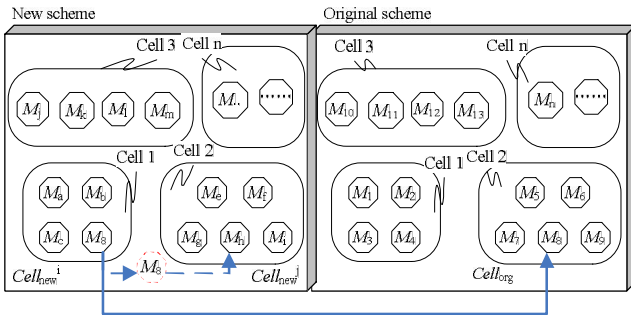 New scheme
Original scheme
Cell 3 Cell n
Cell 3 Cell n
Mj Mk Ml Mm
M.. ......
M10 M11 M12 M13
Mn ......
Cell 1 Cell 2
Cell 1 Cell 2
Ma Mb
Me Mf
M1 M2
M5 M6
Mc M8
Mg Mh Mi
M3 M4
M7 M8 M9
Cellnew i
M8
Cellnew j
Cellorg